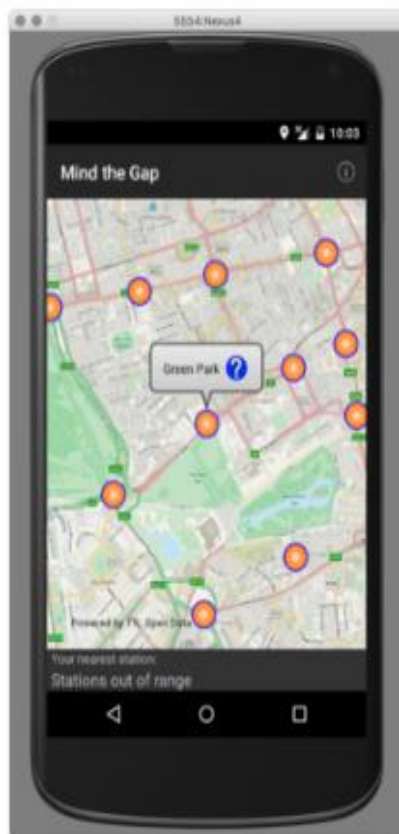 5554:Nexus4
10:03
Mind the Gap
Green Park
Powered by TfL Open Data
Your nearest station:
Stations out of range